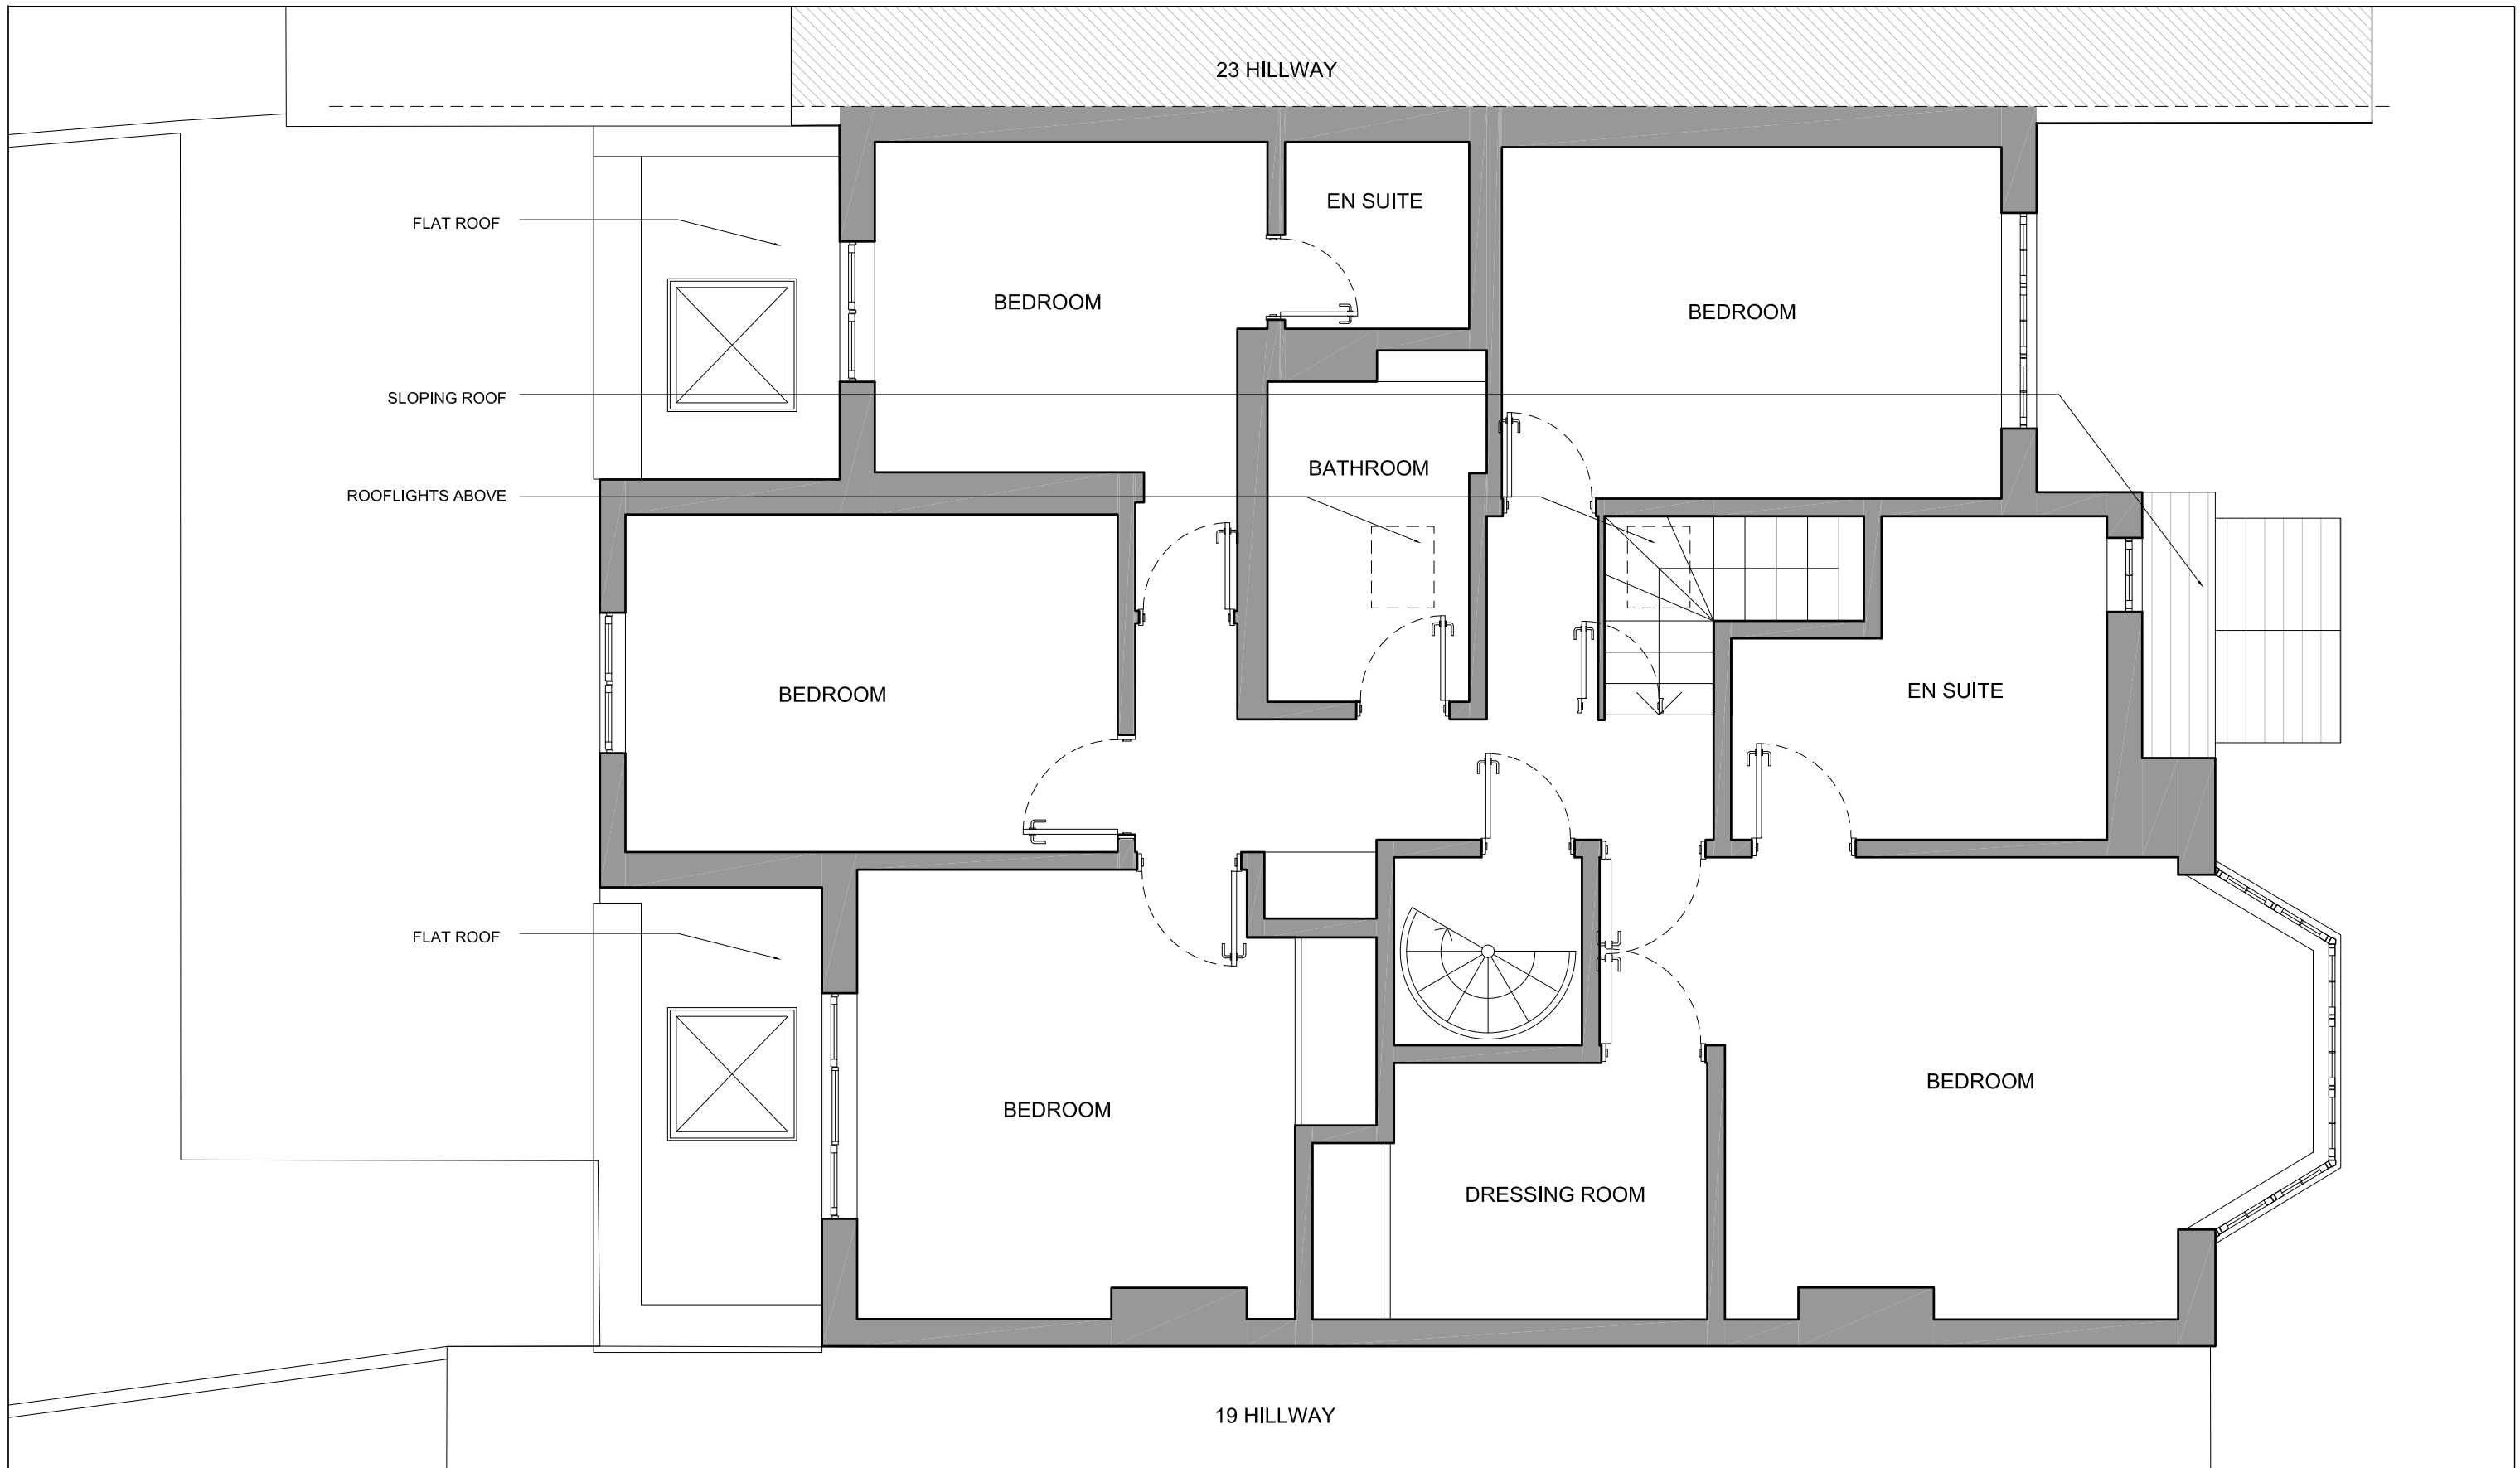 23 HILLWAY
EN SUITE
FLAT ROOF
BEDROOM
BEDROOM
SLOPING ROOF
BATHROOM
ROOFLIGHTS ABOVE
BEDROOM
EN SUITE
FLAT ROOF
BEDROOM
BEDROOM
DRESSING ROOM
19 HILLWAY